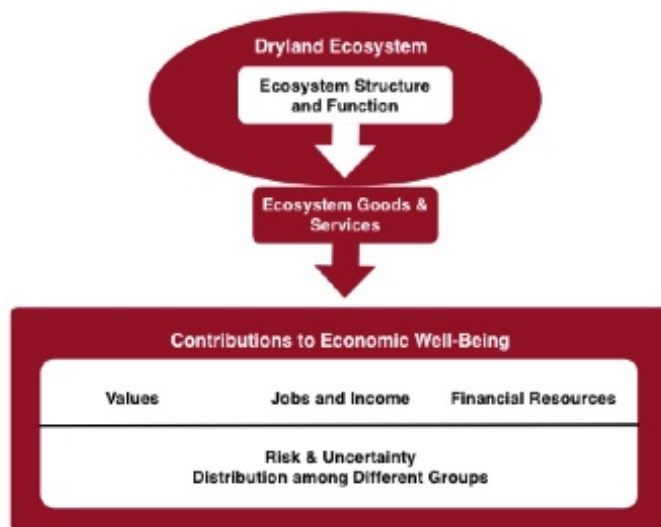 Dryland Ecosystem
Ecosystem Structure
and Function
Ecosystem Goods &
Services
Contributions to Economic Well-Being
Values Jobs and Income Financial Resources
Risk & Uncertainty
Distribution among Different Groups